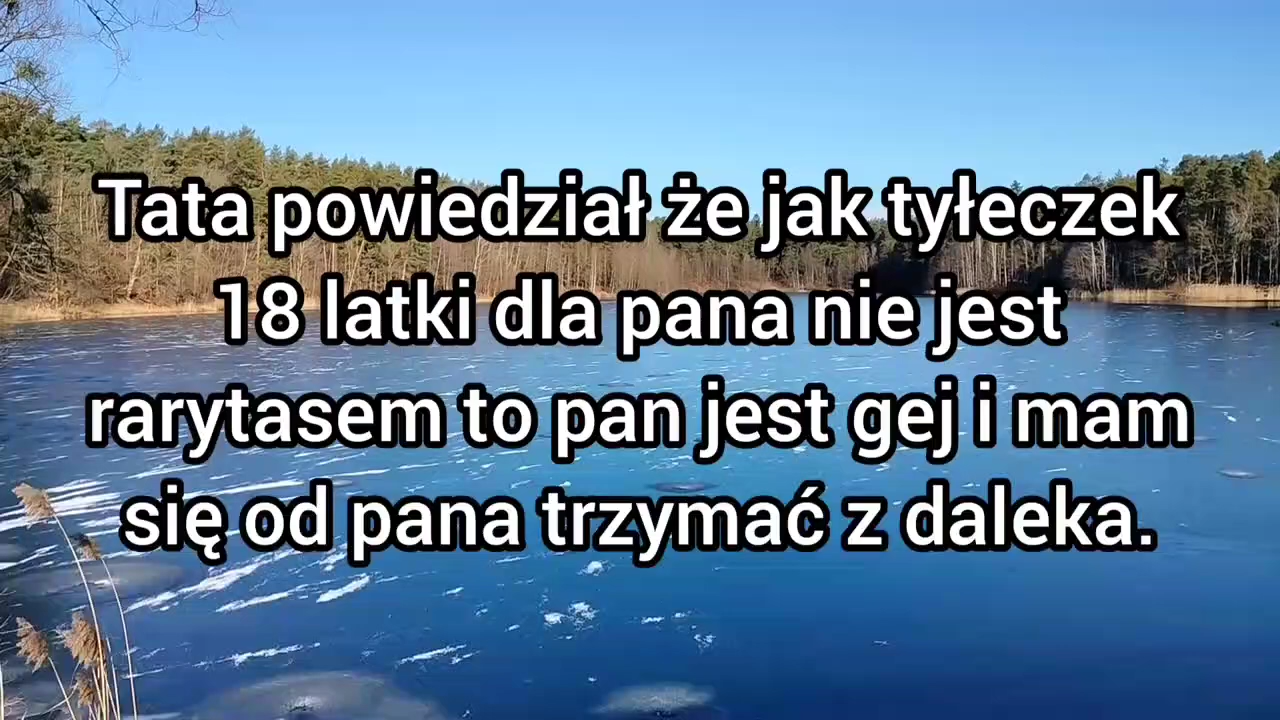 Tata powiedział że jak tyłeczek
18 latki dla pana nie jest
rarytasem to pan jest gej i mam
się od pana trzymać z daleka.